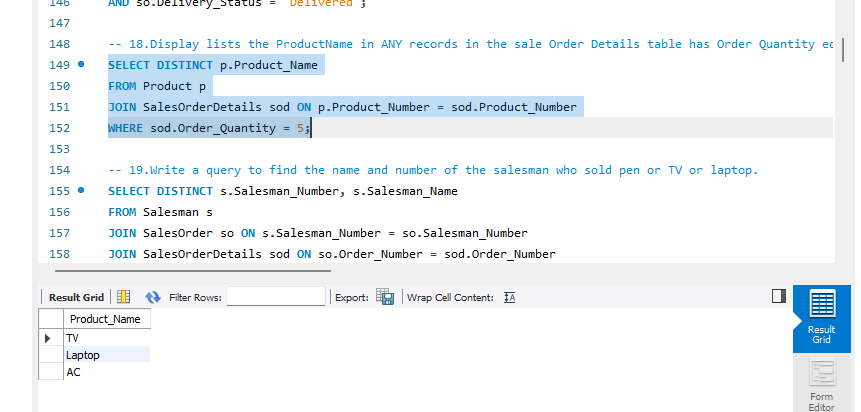 146 AND so.Delivery_Status = 'Delivered';
147
148 -- 18.Display lists the ProductName in ANY records in the sale Order Details table has Order Quantity
149 SELECT DISTINCT p.Product_Name
150 FROM Product p
151 JOIN SalesOrderDetails sod ON p.Product_Number = sod.Product_Number
152 WHERE sod.Order_Quantity = 5;
153
154 -- 19.Write a query to find the name and number of the salesman who sold pen or TV or laptop.
155 SELECT DISTINCT s.Salesman_Number, s.Salesman_Name
156 FROM Salesman s
157 JOIN SalesOrder so ON s.Salesman_Number = so.Salesman_Number
158 JOIN SalesOrderDetails sod ON so.Order_Number = sod.Order_Number
Result Grid Filter Rows: Export: Wrap Cell Content:
Product_Name
TV
Laptop
AC
Result
Grid
Form
Editor